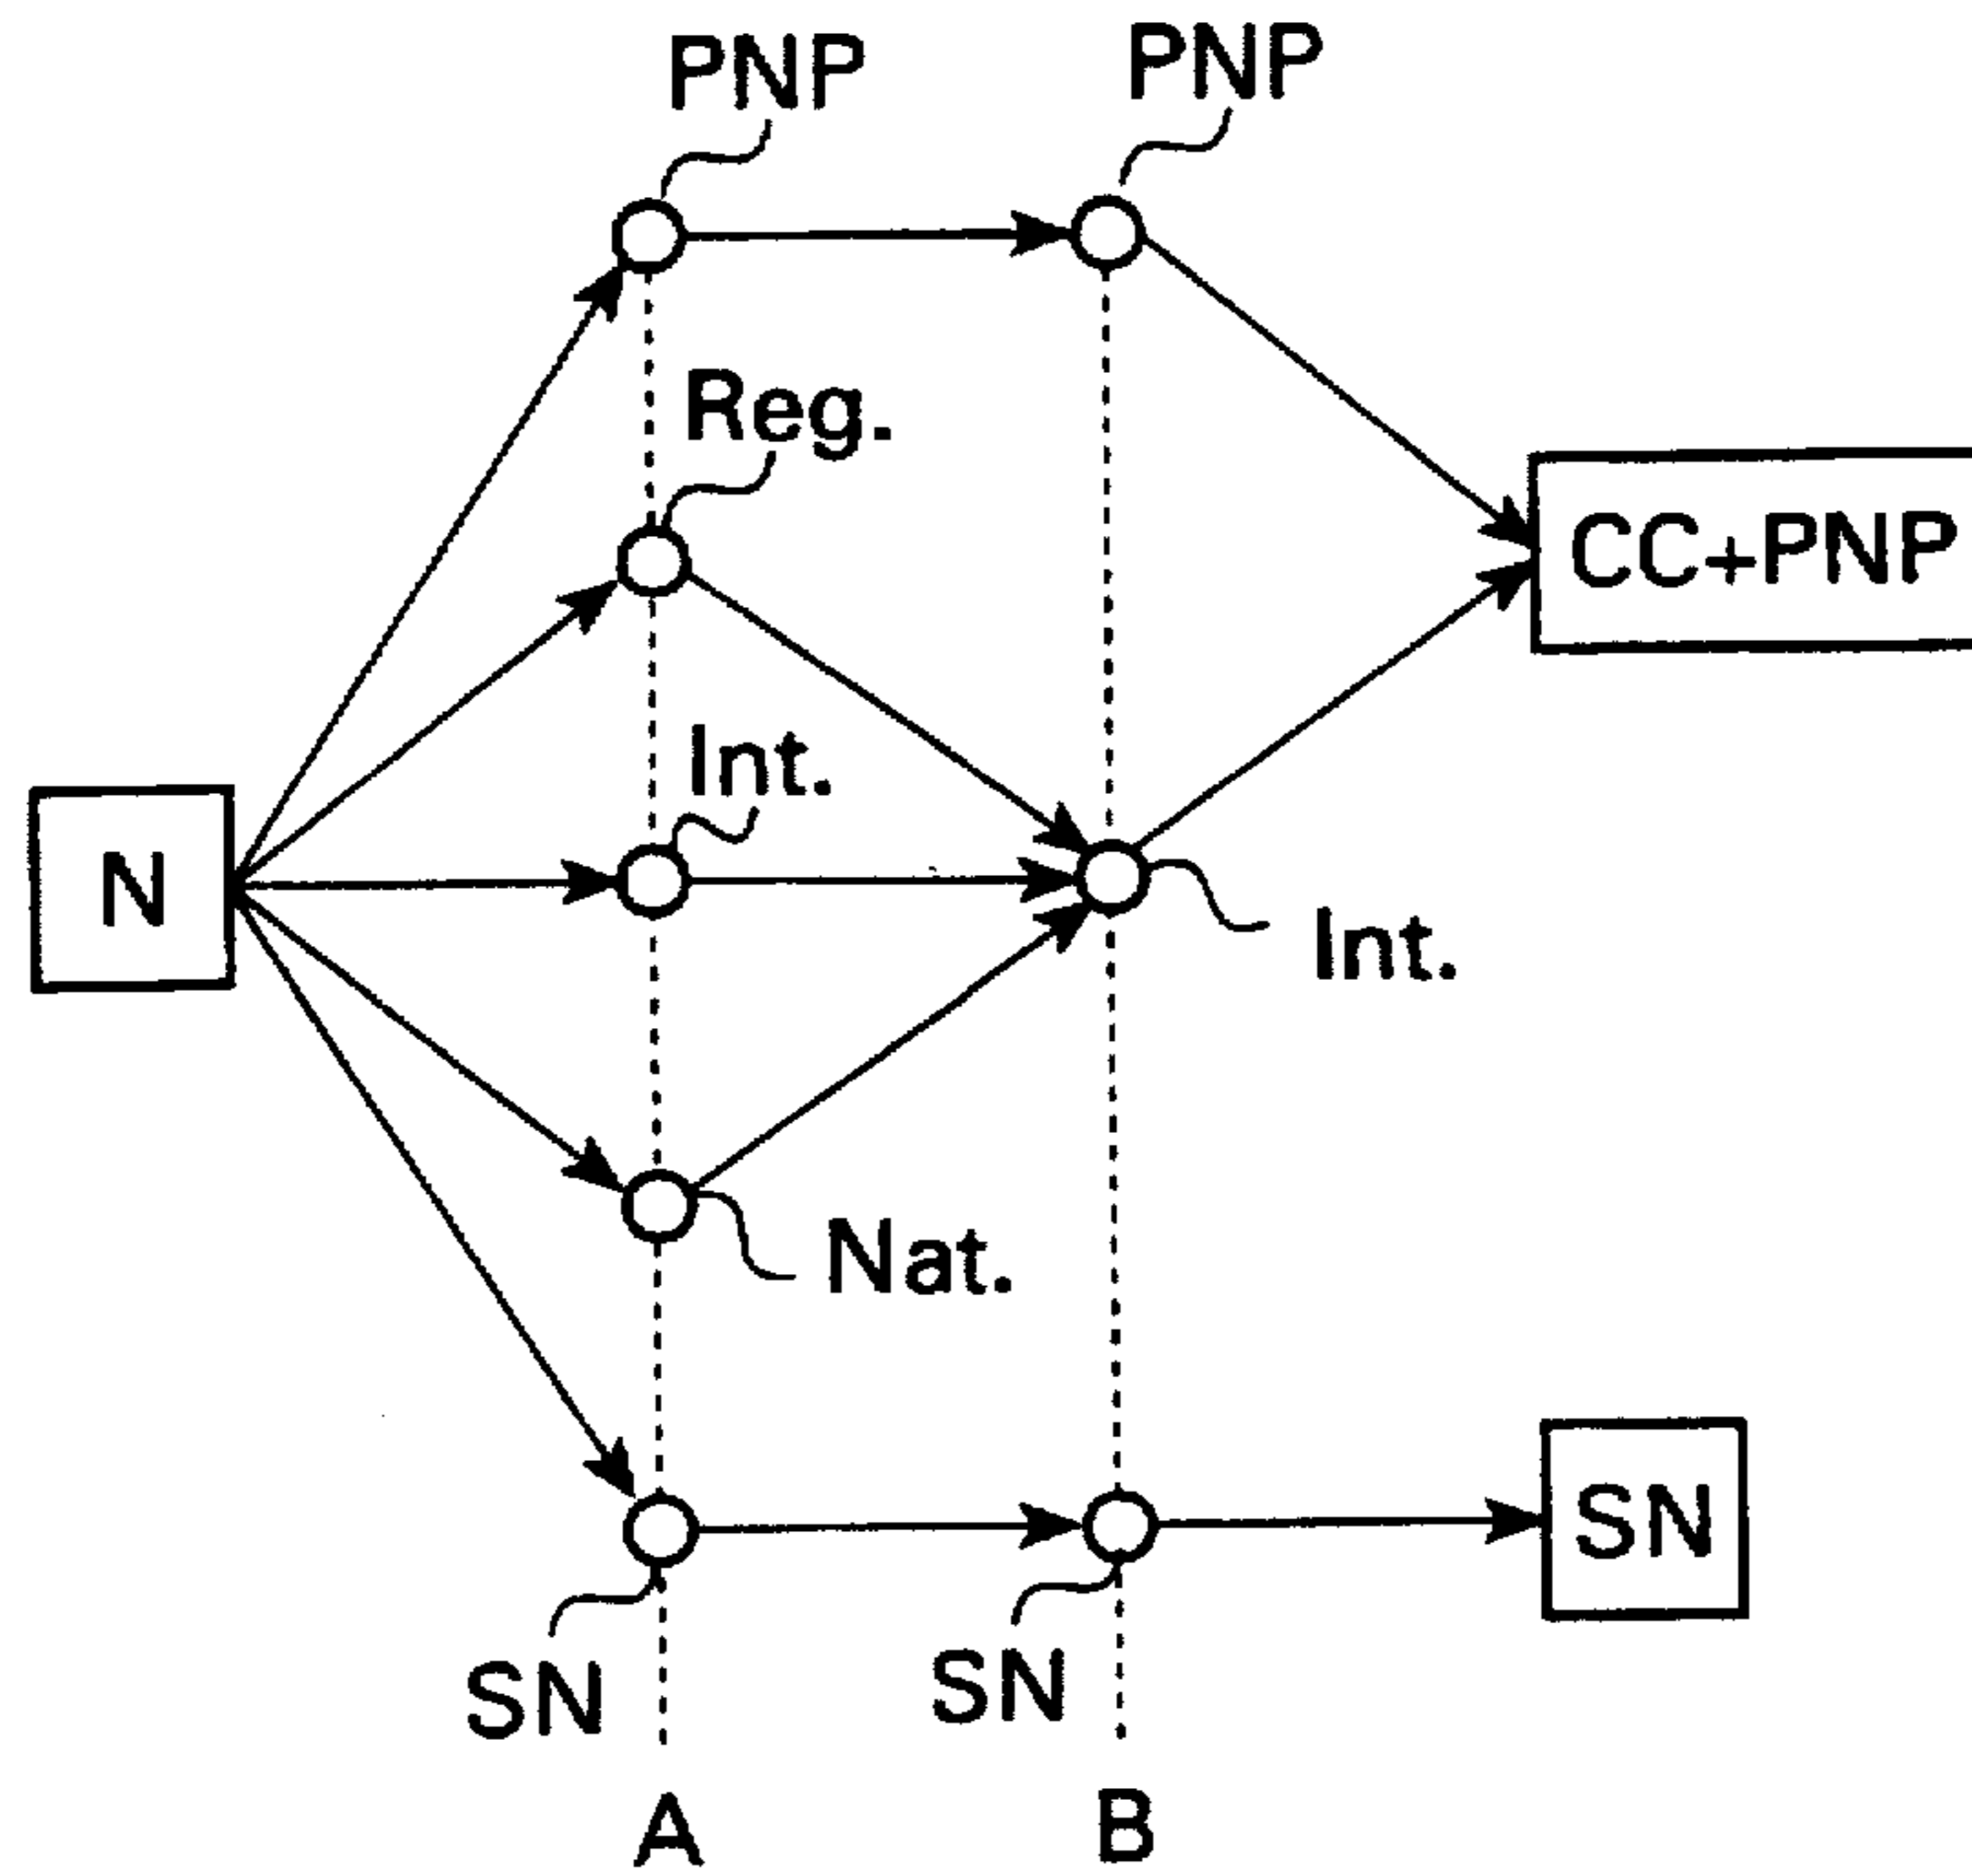 PNP
PNP
Reg.
CC+PNP
Int.
N
Int.
Nat.
SN
SN
SN
A
B